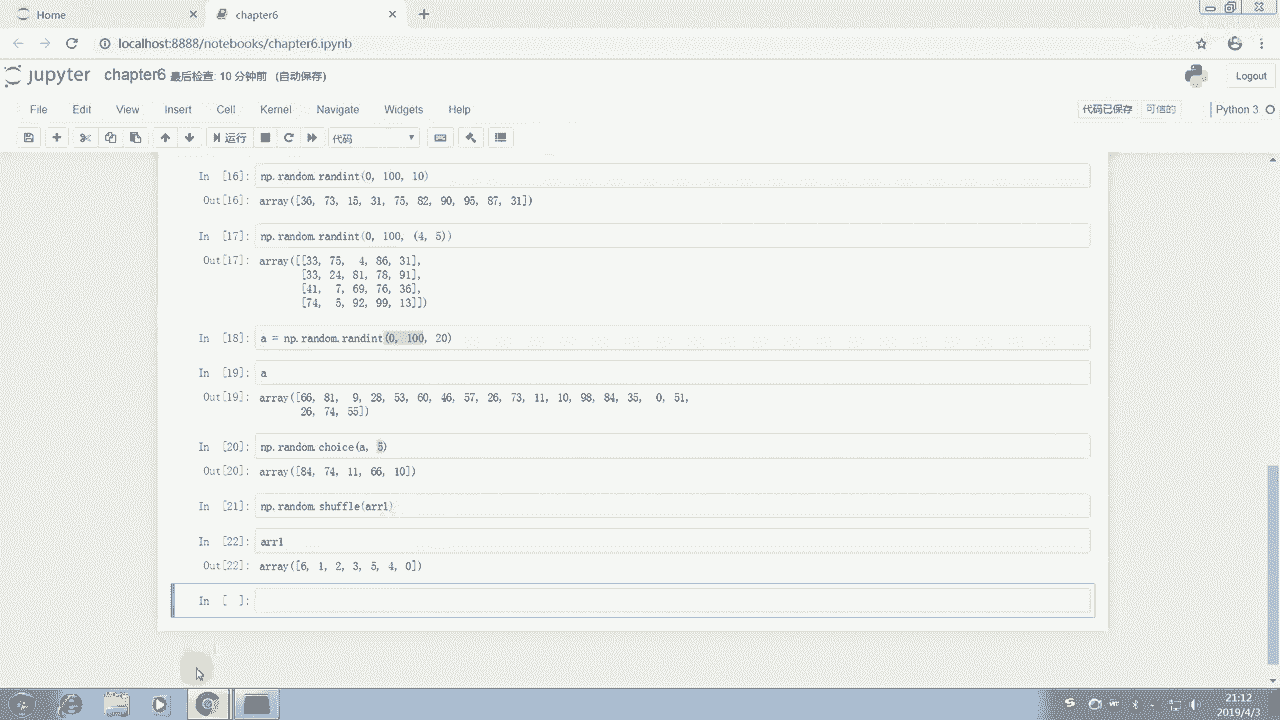 Home
chapter6
localhost:8888/notebooks/chapter6.ipynb
jupyter chapter6 最后检查: 10 分钟前 (自动保存)
Logout
File Edit View Insert Cell Kernel Navigate Widgets Help
代码已保存 可信的 Python 3
运行 代码
In [16]: np.random.randint(0, 100, 10)
Out[16]: array([36, 73, 15, 31, 75, 82, 90, 95, 87, 31])
In [17]: np.random.randint(0, 100, (4, 5))
Out[17]: array([[33, 75, 4, 86, 31],
[33, 24, 81, 78, 91],
[41, 7, 69, 76, 36],
[74, 5, 92, 99, 13]])
In [18]: a = np.random.randint(0, 100, 20)
In [19]: a
Out[19]: array([66, 81, 9, 28, 53, 60, 46, 57, 26, 73, 11, 10, 98, 84, 35, 0, 51,
26, 74, 55])
In [20]: np.random.choice(a, 5)
Out[20]: array([84, 74, 11, 66, 10])
In [21]: np.random.shuffle(arr1)
In [22]: arr1
Out[22]: array([6, 1, 2, 3, 5, 4, 0])
In [ ]:
21:12
2019/4/3